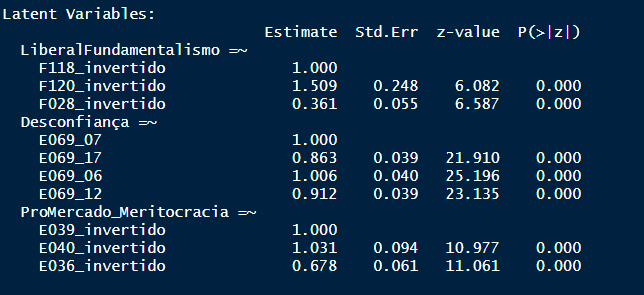 Latent Variables:
Estimate Std.Err z-value P(>|z|)
LiberalFundamentalismo =~
F118_invertido 1.000
F120_invertido 1.509 0.248 6.082 0.000
F028_invertido 0.361 0.055 6.587 0.000
Desconfiança =~
E069_07 1.000
E069_17 0.863 0.039 21.910 0.000
E069_06 1.006 0.040 25.196 0.000
E069_12 0.912 0.039 23.135 0.000
ProMercado_Meritocracia =~
E039_invertido 1.000
E040_invertido 1.031 0.094 10.977 0.000
E036_invertido 0.678 0.061 11.061 0.000